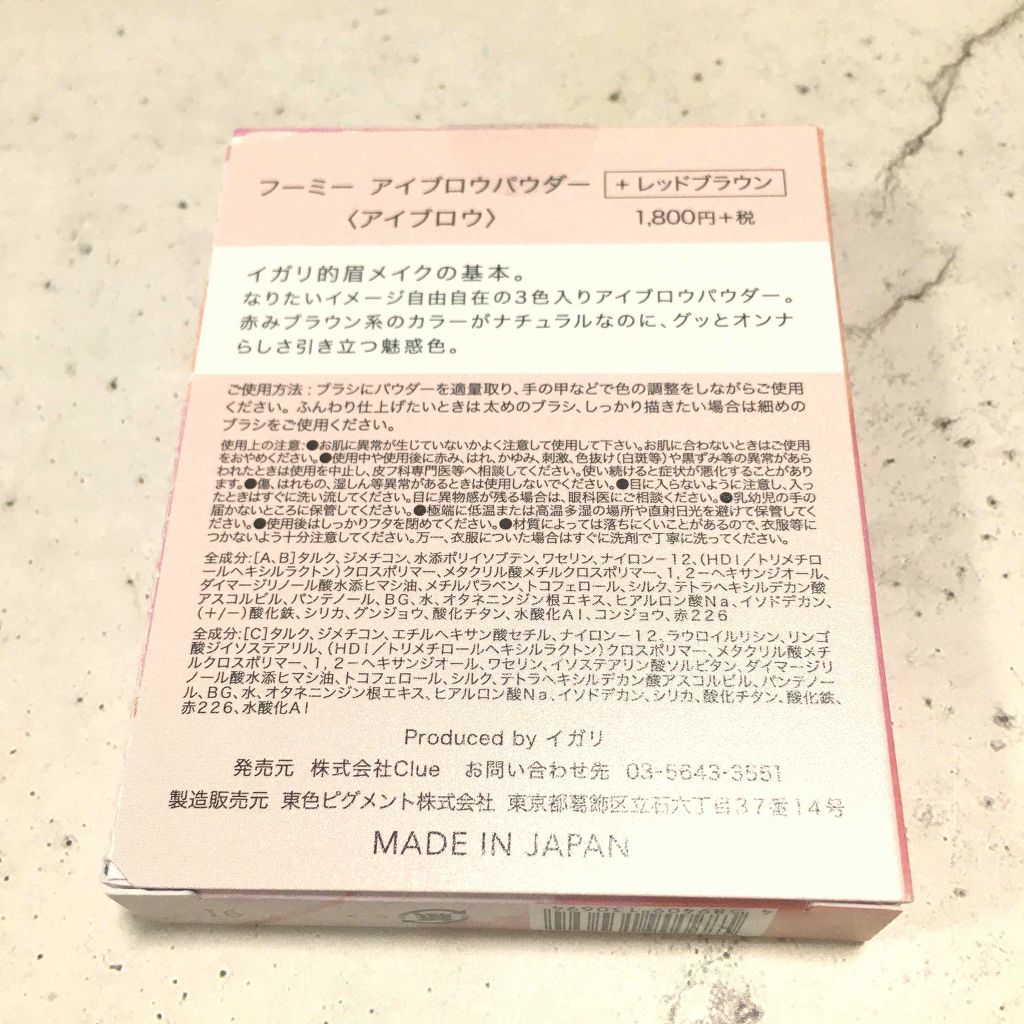 フーミー アイブロウパウダー +レッドブラウン
〈アイブロウ〉 1,800円+税
イガリ的眉メイクの基本。
なりたいイメージ自由自在の3色入りアイブロウパウダー。
赤みブラウン系のカラーがナチュラルなのに、グッとオンナ
らしさ引き立つ魅惑色。
ご使用方法：ブラシにパウダーを適量取り、手の甲などで色の調整をしながらご使用
ください。ふんわり仕上げたいときは太めのブラシ、しっかり描きたい場合は細めの
ブラシをご使用ください。
使用上の注意：●お肌に異常が生じていないかよく注意して使用して下さい。お肌に合わないときはご使用
をおやめください。●使用中や使用後に赤み、はれ、かゆみ、刺激、色抜け(白斑等)や黒ずみ等の異常があら
われたときは使用を中止し、皮フ科専門医等へ相談してください。使い続けると症状が悪化することがあり
ます。●傷、はれもの、湿しん等異常があるときは使用しないでください。●目に入らないように注意し、入っ
たときはすぐに洗い流してください。目に異物感が残る場合は、眼科医にご相談ください。●乳幼児の手の
届かないところに保管してください。●極端に低温または高温多湿の場所や直射日光を避けて保管してく
ださい。●使用後はしっかりフタを閉めてください。●材質によっては落ちにくいことがあるので、衣服等に
つかないよう十分注意してください。万一、衣服についた場合はすぐに洗剤で丁寧に洗ってください。
全成分：[A、B]タルク、ジメチコン、水添ポリイソブテン、ワセリン、ナイロン－12、(HDI／トリメチロ
ールヘキシルラクトン)クロスポリマー、メタクリル酸メチルクロスポリマー、1，2－ヘキサンジオール、
ダイマージリノール酸水添ヒマシ油、メチルパラベン、トコフェロール、シルク、テトラヘキシルデカン酸
アスコルビル、パンテノール、BG、水、オタネニンジン根エキス、ヒアルロン酸Na、イソドデカン、
(＋/－)酸化鉄、シリカ、グンジョウ、酸化チタン、水酸化Al、コンジョウ、赤226
全成分：[C]タルク、ジメチコン、エチルヘキサン酸セチル、ナイロン－12、ラウロイルリシン、リンゴ
酸ジイソステアリル、(HDI／トリメチロールヘキシルラクトン)クロスポリマー、メタクリル酸メチ
ルクロスポリマー、1，2－ヘキサンジオール、ワセリン、イソステアリン酸ソルビタン、ダイマージリ
ノール酸水添ヒマシ油、トコフェロール、シルク、テトラヘキシルデカン酸アスコルビル、パンテノー
ル、BG、水、オタネニンジン根エキス、ヒアルロン酸Na、イソドデカン、シリカ、酸化チタン、酸化鉄、
赤226、水酸化Al
Produced by イガリ
発売元 株式会社Clue お問い合わせ先 03-5643-3551
製造販売元 東色ピグメント株式会社 東京都葛飾区立石六丁目37番14号
MADE IN JAPAN